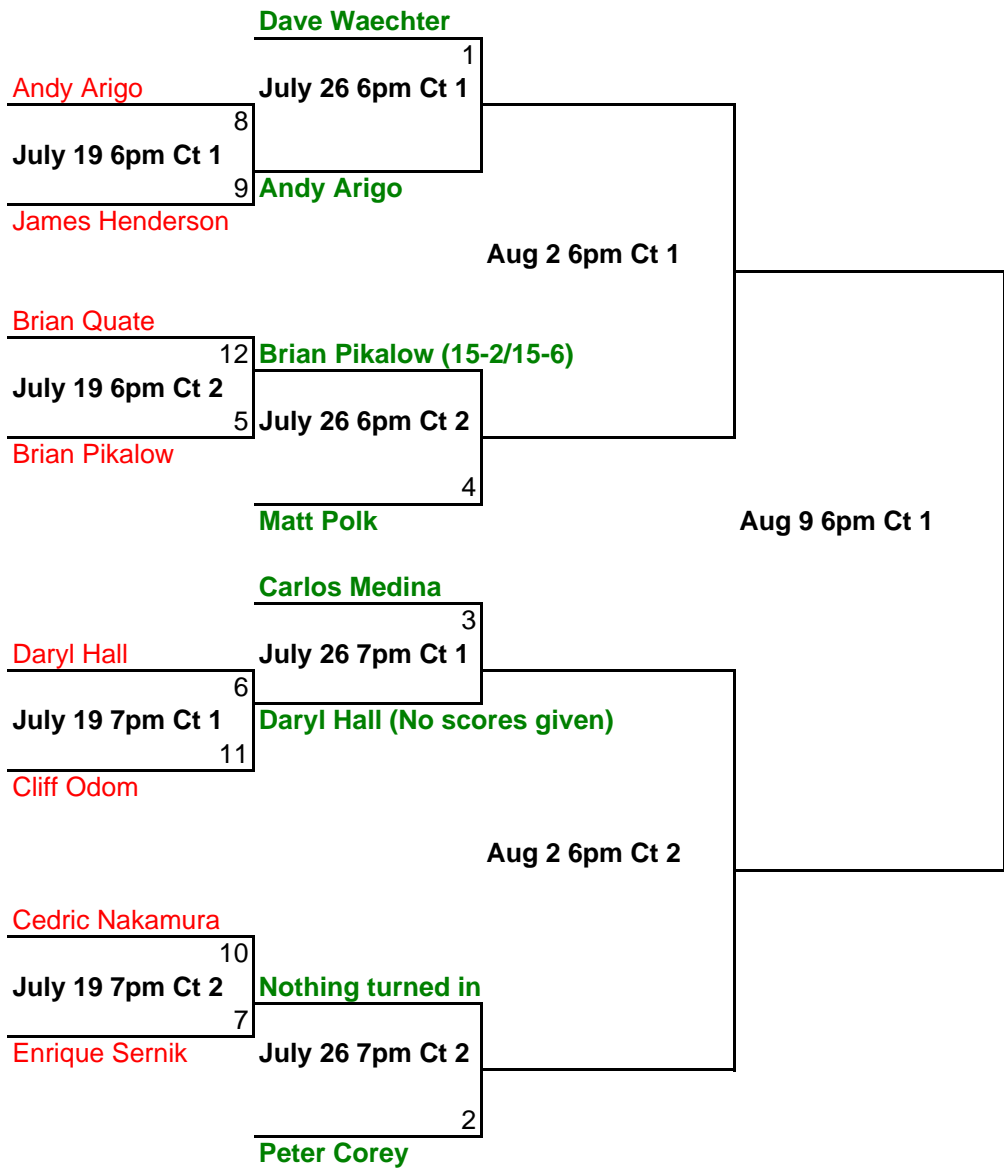 Dave Waechter
1
Andy Arigo
July 26 6pm Ct 1
8
July 19 6pm Ct 1
9
Andy Arigo
James Henderson
Aug 2 6pm Ct 1
Brian Quate
12
Brian Pikalow (15-2/15-6)
July 19 6pm Ct 2
5
July 26 6pm Ct 2
Brian Pikalow
4
Matt Polk
Aug 9 6pm Ct 1
Carlos Medina
3
Daryl Hall
July 26 7pm Ct 1
6
July 19 7pm Ct 1
Daryl Hall (No scores given)
11
Cliff Odom
Aug 2 6pm Ct 2
Cedric Nakamura
10
July 19 7pm Ct 2
Nothing turned in
7
Enrique Sernik
July 26 7pm Ct 2
2
Peter Corey